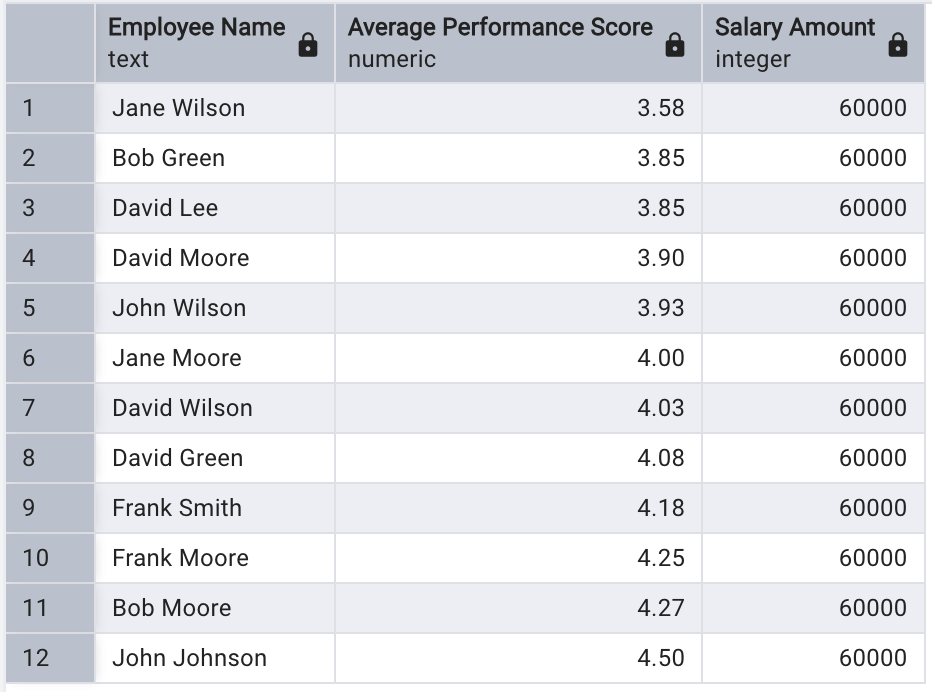 Employee Name Average Performance Score Salary Amount
text numeric integer
1 Jane Wilson 3.58 60000
2 Bob Green 3.85 60000
3 David Lee 3.85 60000
4 David Moore 3.90 60000
5 John Wilson 3.93 60000
6 Jane Moore 4.00 60000
7 David Wilson 4.03 60000
8 David Green 4.08 60000
9 Frank Smith 4.18 60000
10 Frank Moore 4.25 60000
11 Bob Moore 4.27 60000
12 John Johnson 4.50 60000